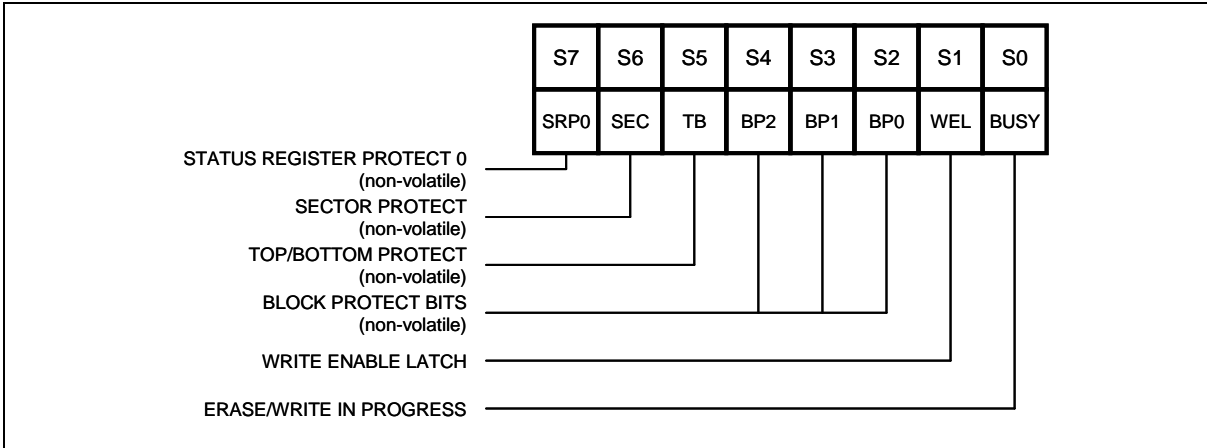 S7 S6 S5 S4 S3 S2 S1 S0
SRP0 SEC TB BP2 BP1 BP0 WEL BUSY
STATUS REGISTER PROTECT 0
(non-volatile)
SECTOR PROTECT
(non-volatile)
TOP/BOTTOM PROTECT
(non-volatile)
BLOCK PROTECT BITS
(non-volatile)
WRITE ENABLE LATCH
ERASE/WRITE IN PROGRESS